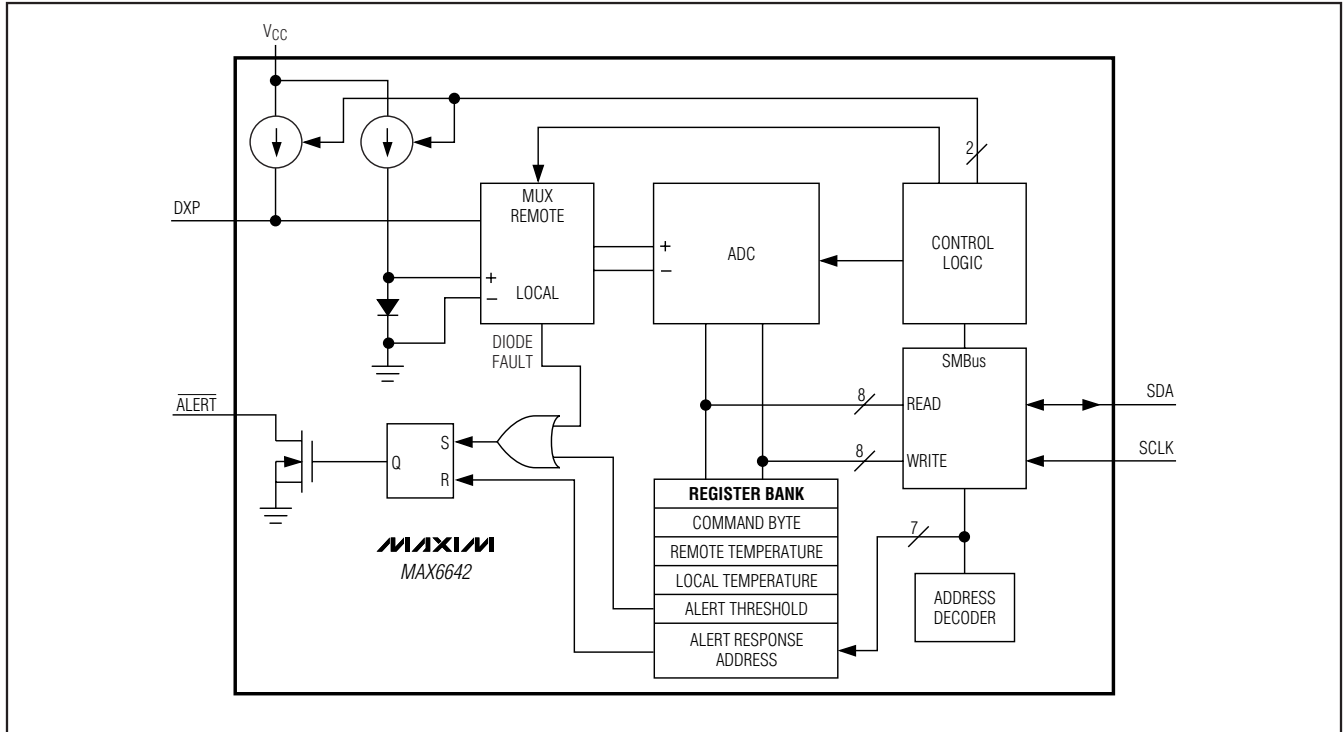 VCC
2
DXP
MUX
REMOTE
+
−
LOCAL
+
−
ADC
CONTROL
LOGIC
DIODE
FAULT
SMBus
8
READ
SDA
8
WRITE
SCLK
ALERT
S
Q
R
MAXIM
MAX6642
REGISTER BANK
COMMAND BYTE
REMOTE TEMPERATURE
LOCAL TEMPERATURE
ALERT THRESHOLD
ALERT RESPONSE
ADDRESS
7
ADDRESS
DECODER